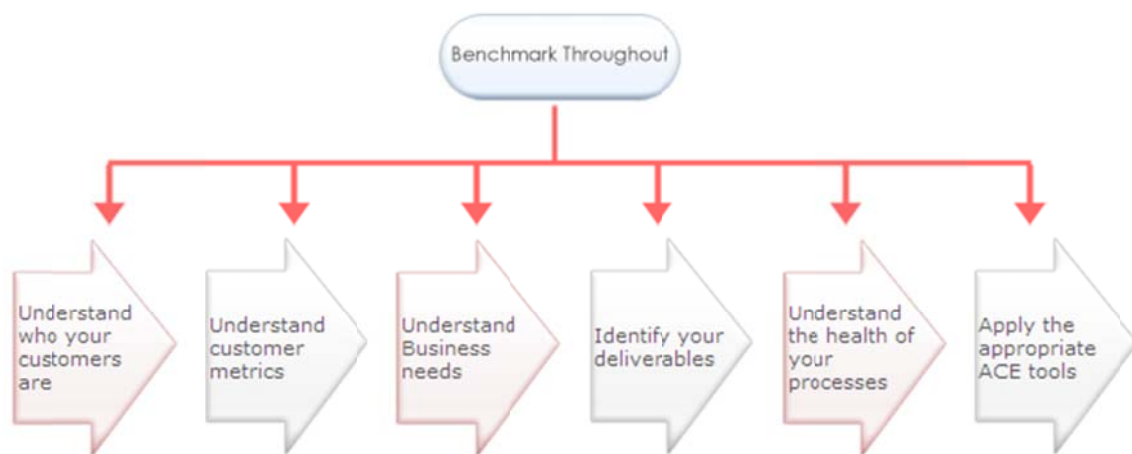 Benchmark Throughout
Understand
who your
customers
are
Understand
customer
metrics
Understand
Business
needs
Identify your
deliverables
Understand
the health of
your
processes
Apply the
appropriate
ACE tools